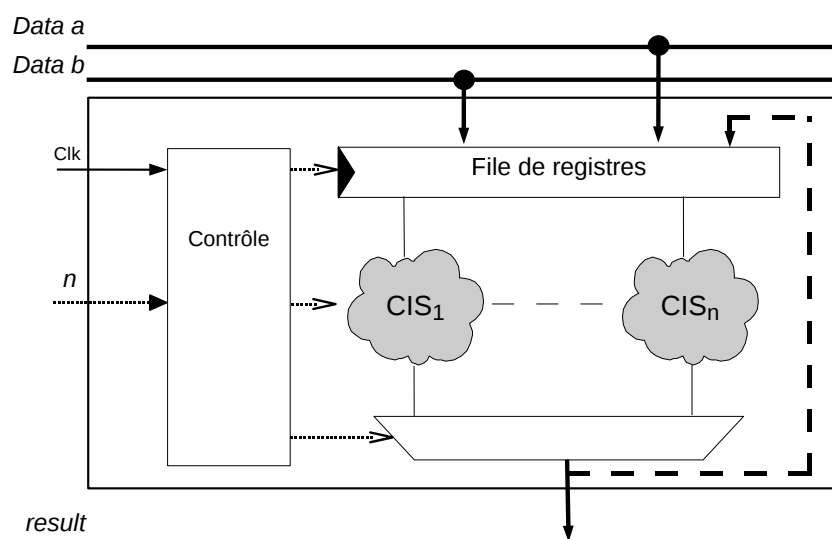 Data a
Data b
Clk
File de registres
Contrôle
n
CIS1
CISn
result